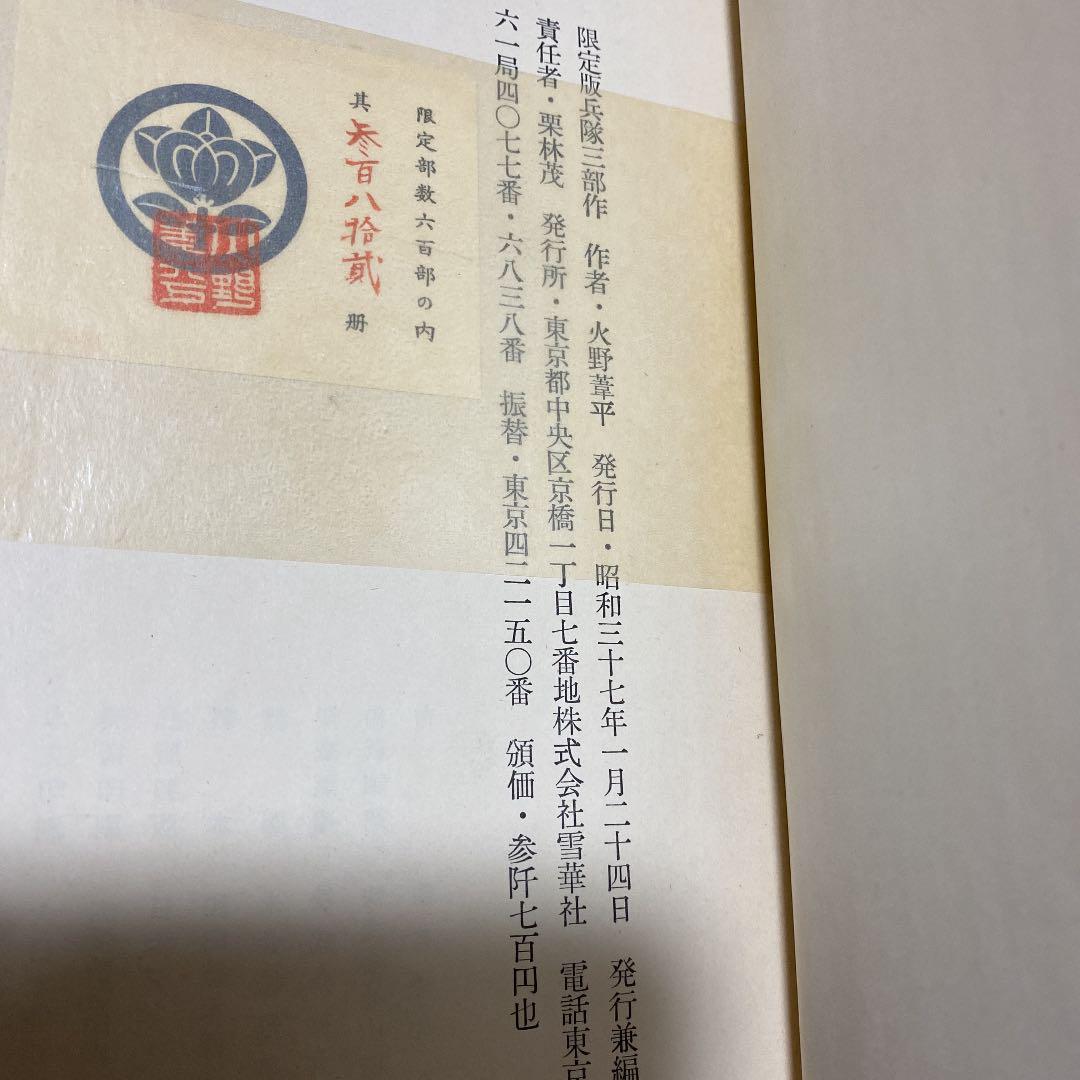 限定版兵隊三部作　作者・火野葦平　発行日・昭和三十七年一月二十四日　発行兼編
責任者・栗林茂　発行所・東京都中央区京橋一丁目七番地株式会社雪華社　電話東京
六一局四〇七七番・六八三八番　振替・東京四二一五〇番　頒価・参阡七百円也
限定部数六百部の内
其参百八拾貳册